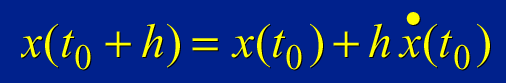 x(t₀ + h) = x(t₀) + h ẋ(t₀)